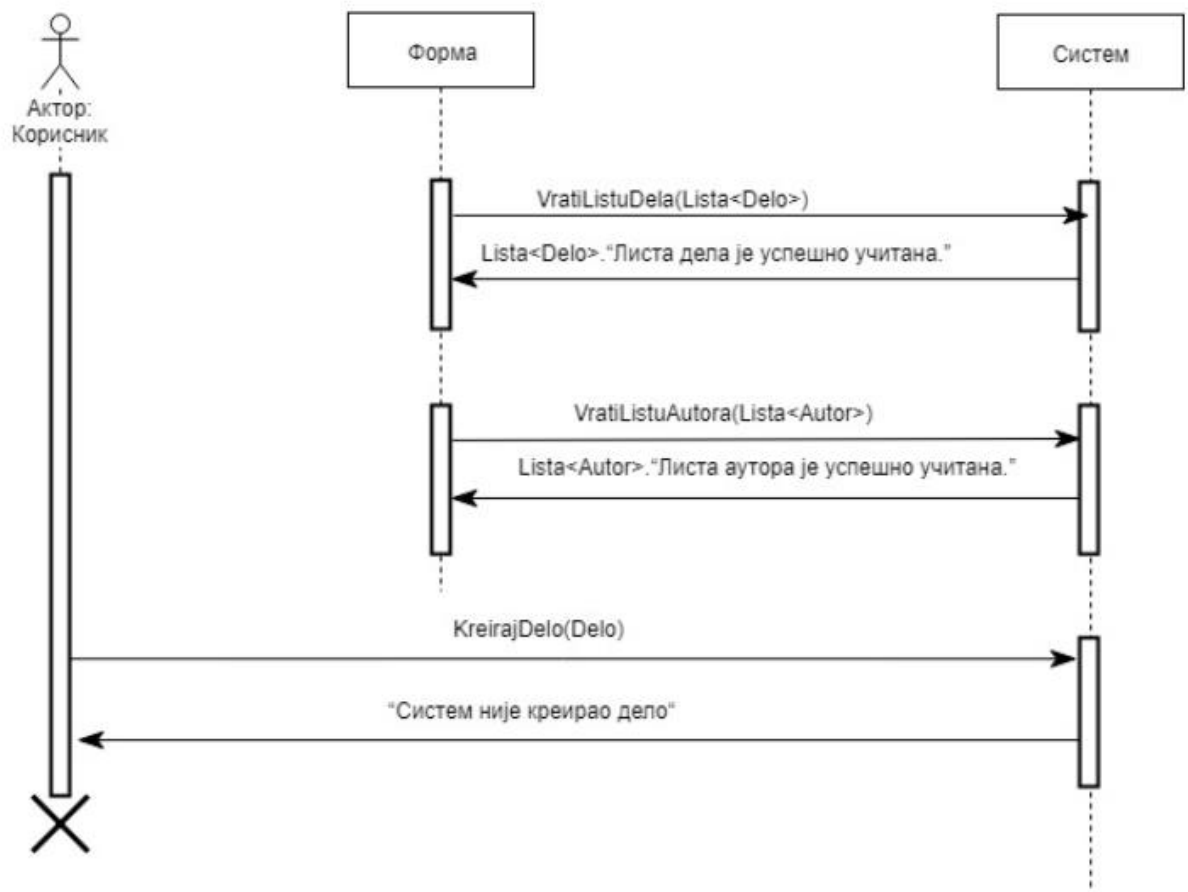 Форма
Систем
Актор:
Корисник
VratiListuDela(Lista<Delo>)
Lista<Delo>.“Листа дела је успешно учитана.”
VratiListuAutora(Lista<Autor>)
Lista<Autor>.“Листа аутора је успешно учитана.”
KreirajDelo(Delo)
“Систем није креирао дело“